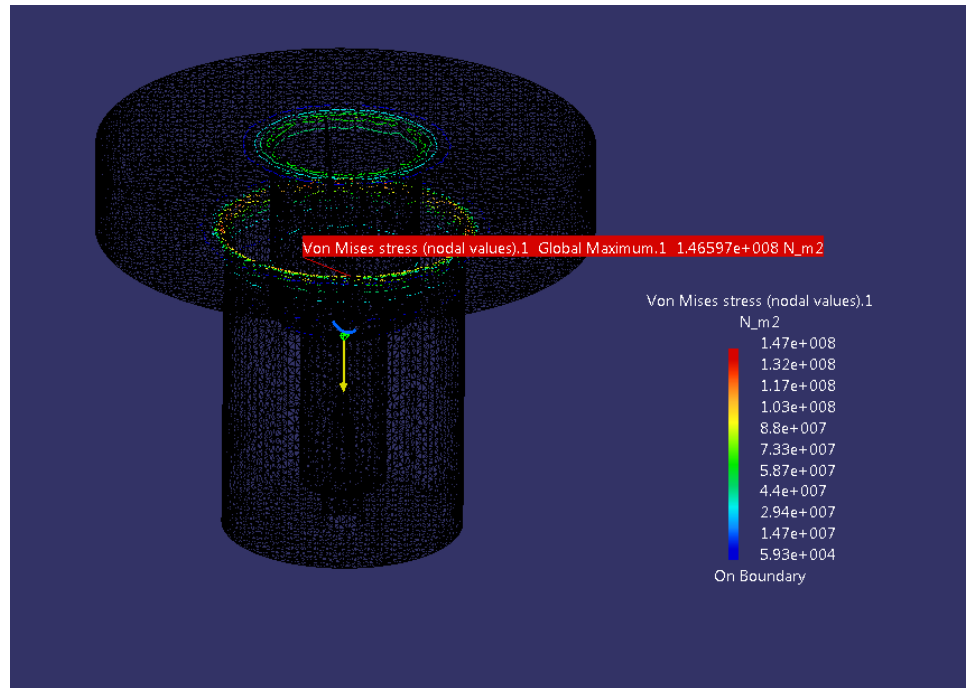 Von Mises stress (nodal values).1  Global Maximum.1  1.46597e+008 N_m2
Von Mises stress (nodal values).1
N_m2
1.47e+008
1.32e+008
1.17e+008
1.03e+008
8.8e+007
7.33e+007
5.87e+007
4.4e+007
2.94e+007
1.47e+007
5.93e+004
On Boundary